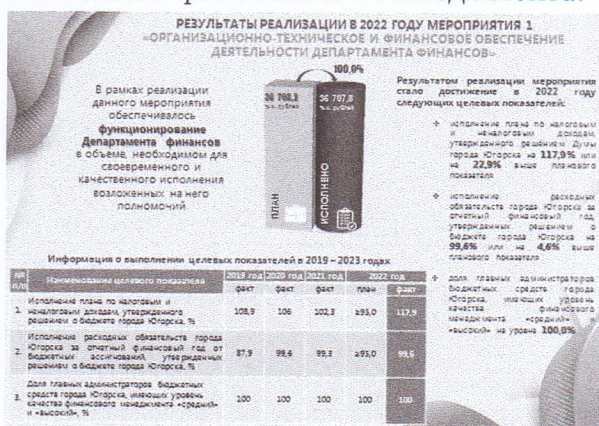 РЕЗУЛЬТАТЫ РЕАЛИЗАЦИИ В 2022 ГОДУ МЕРОПРИЯТИЯ 1
«ОРГАНИЗАЦИОННО-ТЕХНИЧЕСКОЕ И ФИНАНСОВОЕ ОБЕСПЕЧЕНИЕ
ДЕЯТЕЛЬНОСТИ ДЕПАРТАМЕНТА ФИНАНСОВ»
В рамках реализации
данного мероприятия
обеспечивалось
функционирование
Департамента финансов
в объеме, необходимом для
своевременного и
качественного исполнения
возложенных на него
полномочий
100,0%
тыс. рублей
36 767,8
тыс. рублей
ПЛАН
ИСПОЛНЕНО
Результатом реализации мероприятия
стало достижение в 2022 году
следующих целевых показателей:
исполнение плана по налоговым
и неналоговым доходам,
утвержденного решением Думы
города Югорска на 117,9% или
на 22,9% выше планового
показателя
исполнение расходных
обязательств города Югорска за
отчетный финансовый год,
утвержденных решением о
бюджете города Югорска на
99,6% или на 4,6% выше
планового показателя
доля главных администраторов
бюджетных средств города
Югорска, имеющих уровень
качества финансового
менеджмента «средний» и
«высокий» на уровне 100,0%
Информация о выполнении целевых показателей в 2019 – 2023 годах
№ п/п Наименование целевого показателя 2019 год 2020 год 2021 год 2022 год
факт факт факт план факт
1. Исполнение плана по налоговым и
неналоговым доходам, утвержденного
решением о бюджете города Югорска, % 108,9 106 102,3 ≥95,0 117,9
2. Исполнение расходных обязательств города
Югорска за отчетный финансовый год от
бюджетных ассигнований, утвержденных
решением о бюджете города Югорска, % 87,9 99,6 99,3 ≥95,0 99,6
3. Доля главных администраторов бюджетных
средств города Югорска, имеющих уровень
качества финансового менеджмента «средний»
и «высокий», % 100 100 100 100 100